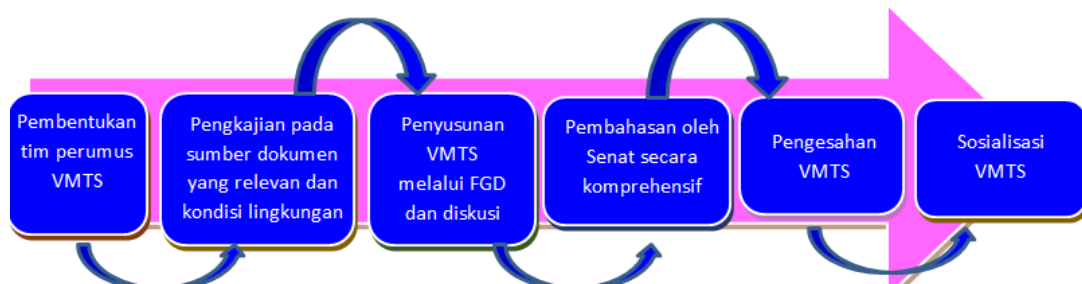 Pembentukan
tim perumus
VMTS
Pengkajian pada
sumber dokumen
yang relevan dan
kondisi lingkungan
Penyusunan
VMTS
melalui FGD
dan diskusi
Pembahasan oleh
Senat secara
komprehensif
Pengesahan
VMTS
Sosialisasi
VMTS